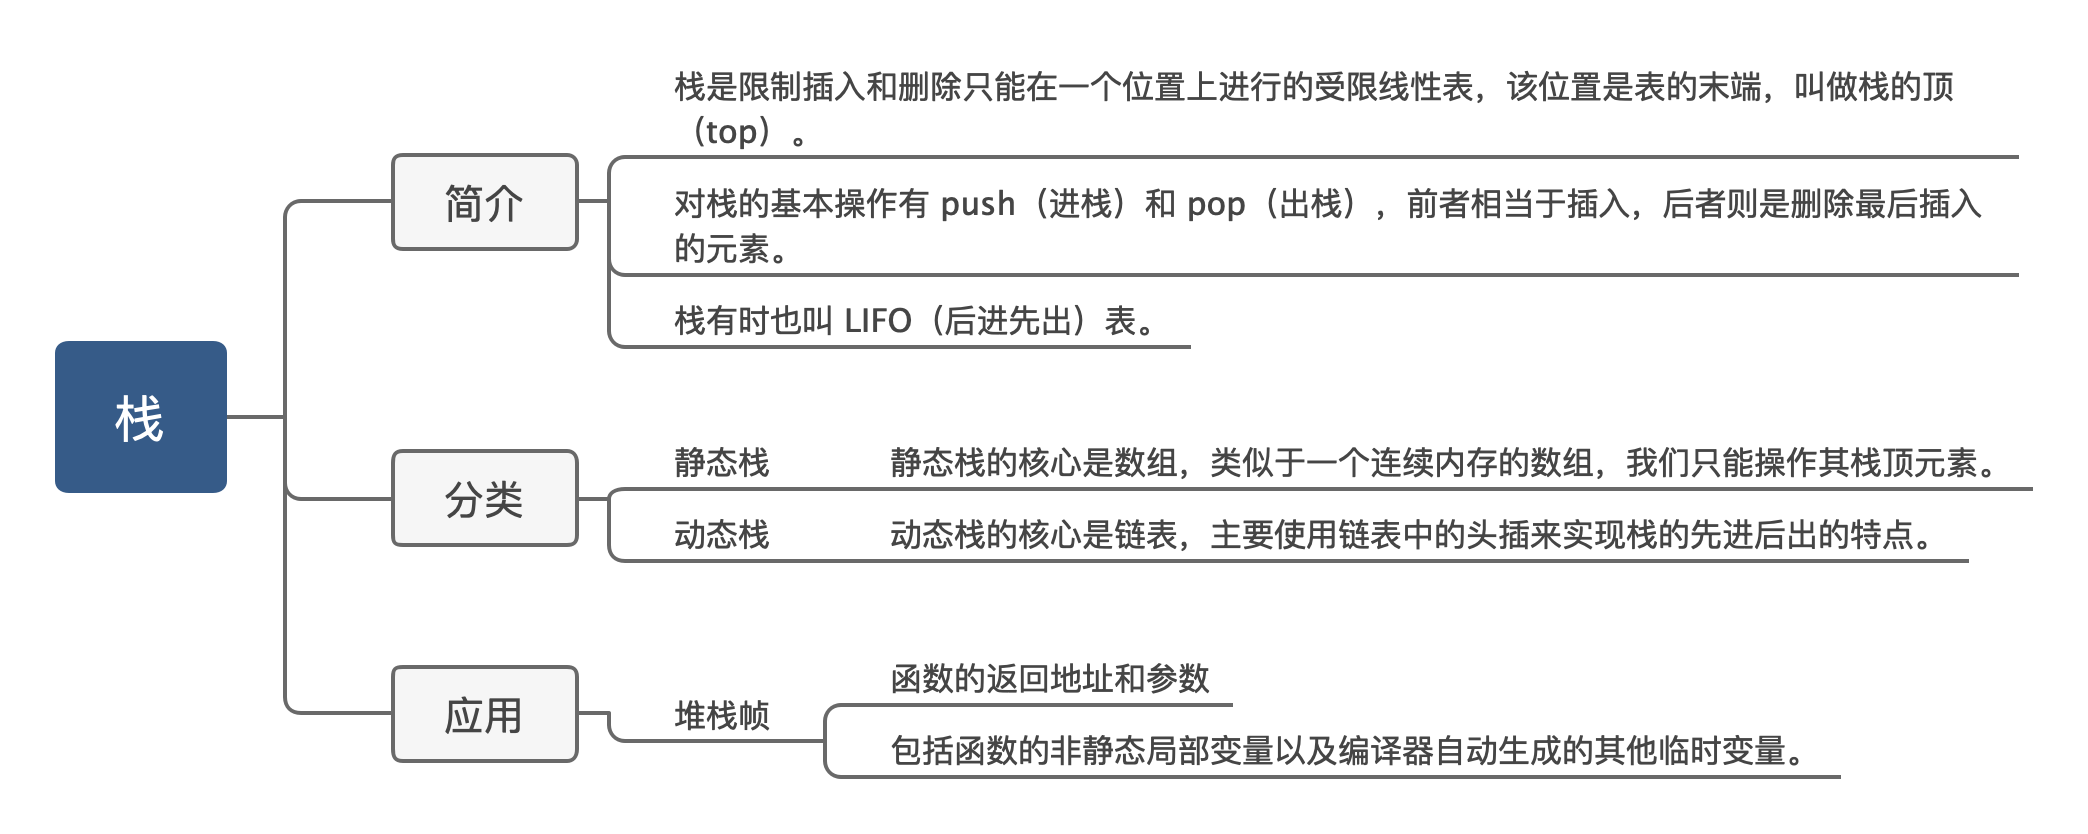 栈
简介
栈是限制插入和删除只能在一个位置上进行的受限线性表，该位置是表的末端，叫做栈的顶
（top）。
对栈的基本操作有 push（进栈）和 pop（出栈），前者相当于插入，后者则是删除最后插入
的元素。
栈有时也叫 LIFO（后进先出）表。
分类
静态栈
静态栈的核心是数组，类似于一个连续内存的数组，我们只能操作其栈顶元素。
动态栈
动态栈的核心是链表，主要使用链表中的头插来实现栈的先进后出的特点。
应用
堆栈帧
函数的返回地址和参数
包括函数的非静态局部变量以及编译器自动生成的其他临时变量。